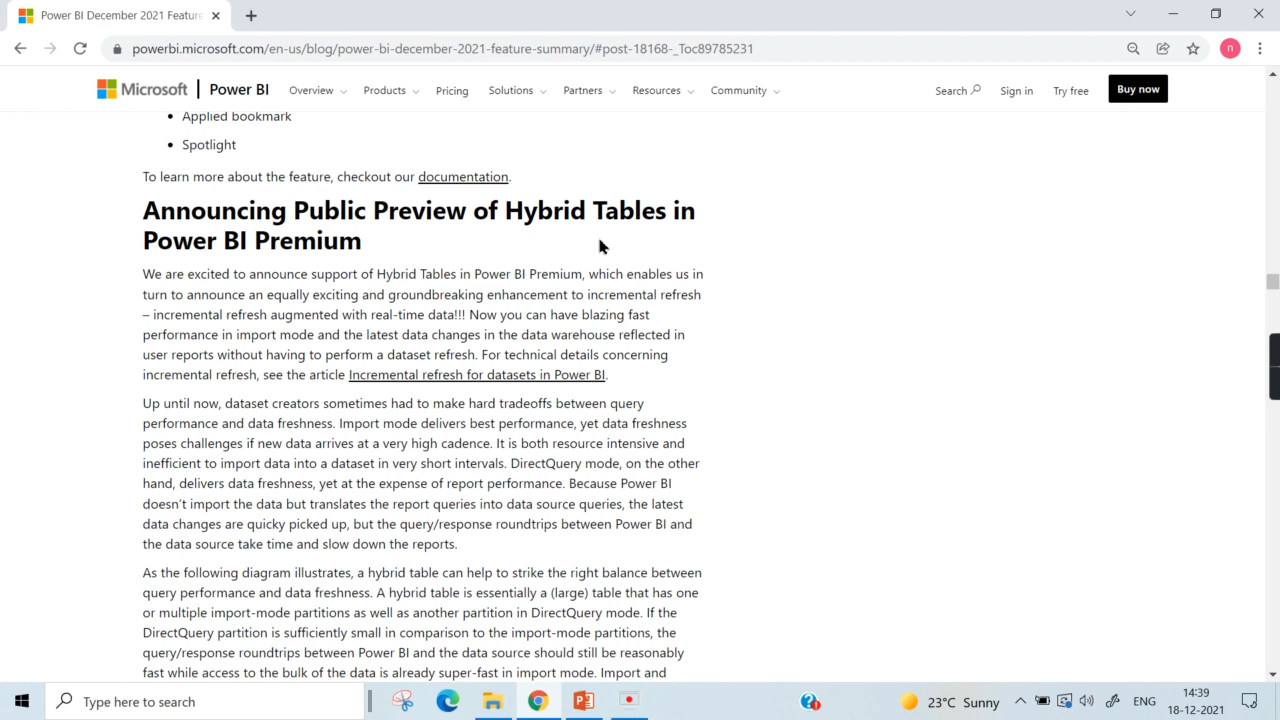 Power BI December 2021 Feature
powerbi.microsoft.com/en-us/blog/power-bi-december-2021-feature-summary/#post-18168-_Toc89785231
n
Microsoft Power BI Overview Products Pricing Solutions Partners Resources Community Search Sign in Try free Buy now
• Applied bookmark
• Spotlight
To learn more about the feature, checkout our documentation.
Announcing Public Preview of Hybrid Tables in
Power BI Premium
We are excited to announce support of Hybrid Tables in Power BI Premium, which enables us in
turn to announce an equally exciting and groundbreaking enhancement to incremental refresh
– incremental refresh augmented with real-time data!!! Now you can have blazing fast
performance in import mode and the latest data changes in the data warehouse reflected in
user reports without having to perform a dataset refresh. For technical details concerning
incremental refresh, see the article Incremental refresh for datasets in Power BI.
Up until now, dataset creators sometimes had to make hard tradeoffs between query
performance and data freshness. Import mode delivers best performance, yet data freshness
poses challenges if new data arrives at a very high cadence. It is both resource intensive and
inefficient to import data into a dataset in very short intervals. DirectQuery mode, on the other
hand, delivers data freshness, yet at the expense of report performance. Because Power BI
doesn't import the data but translates the report queries into data source queries, the latest
data changes are quicky picked up, but the query/response roundtrips between Power BI and
the data source take time and slow down the reports.
As the following diagram illustrates, a hybrid table can help to strike the right balance between
query performance and data freshness. A hybrid table is essentially a (large) table that has one
or multiple import-mode partitions as well as another partition in DirectQuery mode. If the
DirectQuery partition is sufficiently small in comparison to the import-mode partitions, the
query/response roundtrips between Power BI and the data source should still be reasonably
fast while access to the bulk of the data is already super-fast in import mode. Import and
Type here to search
23°C Sunny
ENG
14:39
18-12-2021